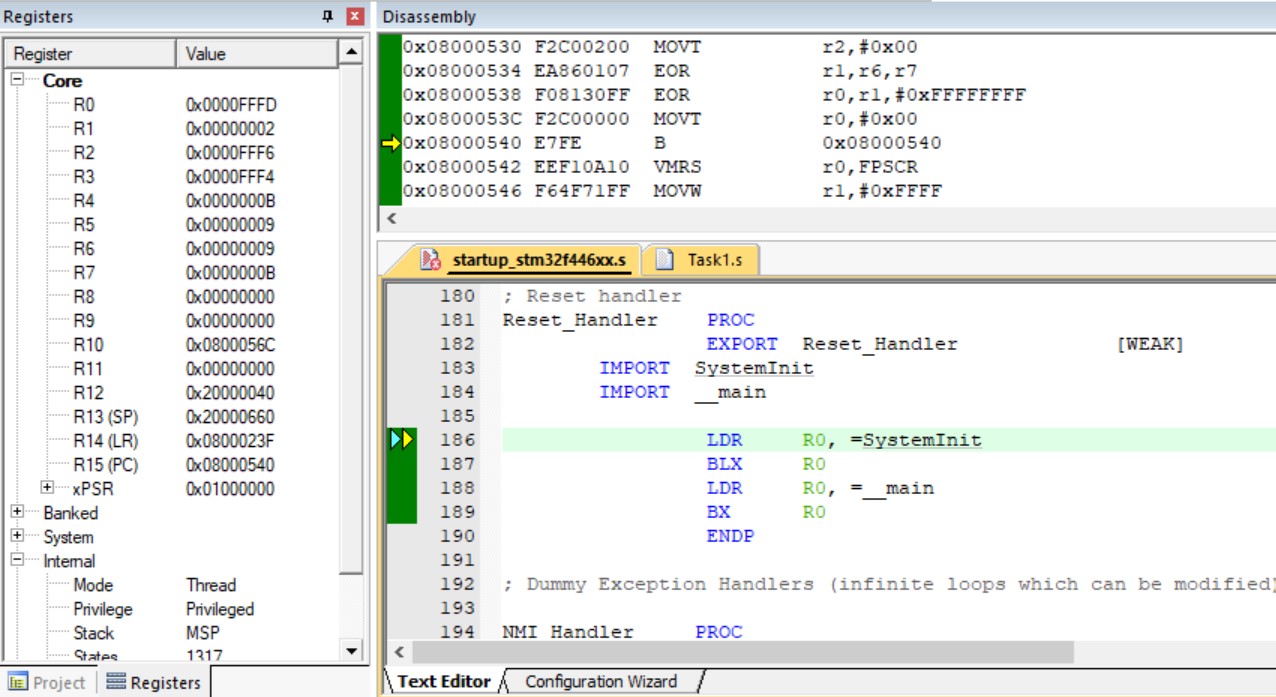 Registers
Register Value
Core
R0 0x0000FFFD
R1 0x00000002
R2 0x0000FFF6
R3 0x0000FFF4
R4 0x0000000B
R5 0x00000009
R6 0x00000009
R7 0x0000000B
R8 0x00000000
R9 0x00000000
R10 0x0800056C
R11 0x00000000
R12 0x20000040
R13 (SP) 0x20000660
R14 (LR) 0x0800023F
R15 (PC) 0x08000540
xPSR 0x01000000
Banked
System
Internal
Mode Thread
Privilege Privileged
Stack MSP
States 1317
Project Registers
Disassembly
0x08000530 F2C00200 MOVT r2,#0x00
0x08000534 EA860107 EOR r1,r6,r7
0x08000538 F08130FF EOR r0,r1,#0xFFFFFFFF
0x0800053C F2C00000 MOVT r0,#0x00
0x08000540 E7FE B 0x08000540
0x08000542 EEF10A10 VMRS r0,FPSCR
0x08000546 F64F71FF MOVW r1,#0xFFFF
startup_stm32f446xx.s Task1.s
180 ; Reset handler
181 Reset_Handler PROC
182 EXPORT Reset_Handler [WEAK]
183 IMPORT SystemInit
184 IMPORT __main
185
186 LDR R0, =SystemInit
187 BLX R0
188 LDR R0, =__main
189 BX R0
190 ENDP
191
192 ; Dummy Exception Handlers (infinite loops which can be modified)
193
194 NMI_Handler PROC
Text Editor Configuration Wizard